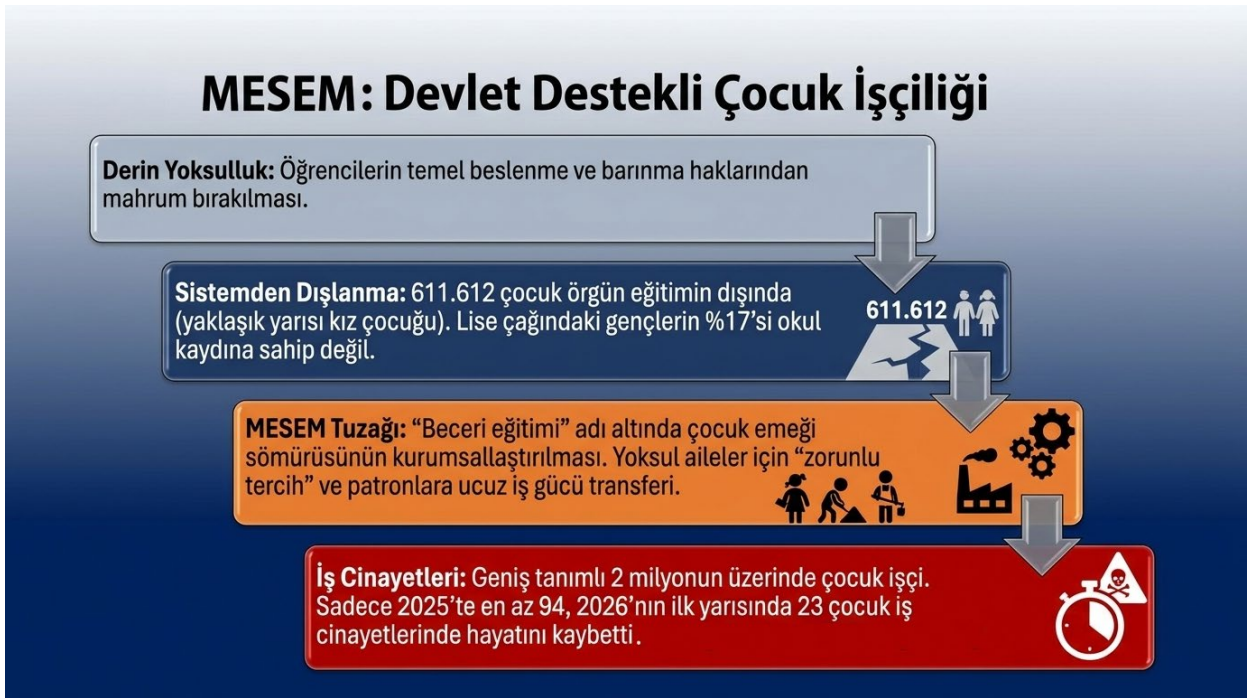 MESEM: Devlet Destekli Çocuk İşçiliği
Derin Yoksulluk: Öğrencilerin temel beslenme ve barınma haklarından
mahrum bırakılması.
Sistemden Dışlanma: 611.612 çocuk örgün eğitimin dışında
(yaklaşık yarısı kız çocuğu). Lise çağındaki gençlerin %17’si okul
kaydına sahip değil.
611.612
MESEM Tuzağı: “Beceri eğitimi” adı altında çocuk emeği
sömürüsünün kurumsallaştırılması. Yoksul aileler için “zorunlu
tercih” ve patronlara ucuz iş gücü transferi.
İş Cinayetleri: Geniş tanımlı 2 milyonun üzerinde çocuk işçi.
Sadece 2025’te en az 94, 2026’nın ilk yarısında 23 çocuk iş
cinayetlerinde hayatını kaybetti.